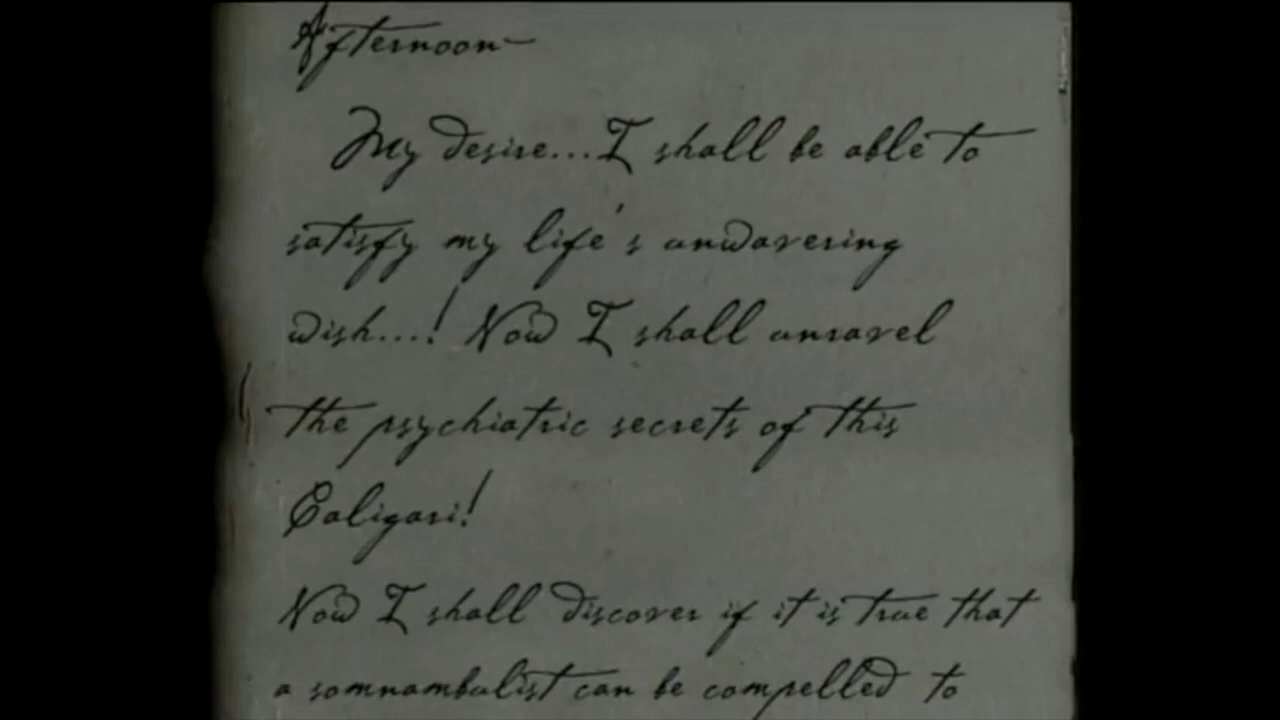 Afternoon-
My desire...I shall be able to
satisfy my life's unwavering
wish...! Now I shall unravel
the psychiatric secrets of this
Caligari!
Now I shall discover if it is true that
a somnambulist can be compelled to